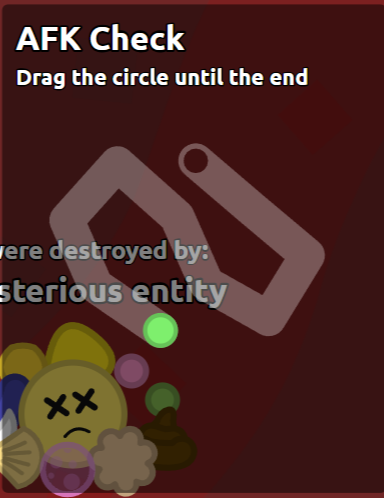 AFK Check
Drag the circle until the end
were destroyed by:
sterious entity